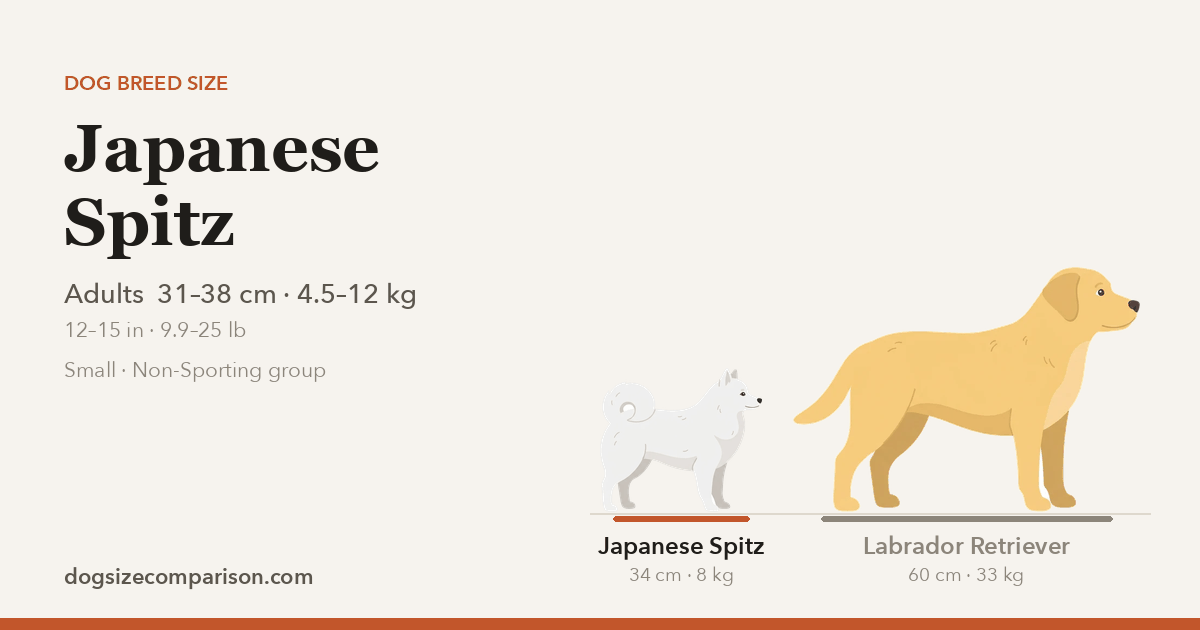 DOG BREED SIZE
Japanese
Spitz
Adults 31–38 cm · 4.5–12 kg
12–15 in · 9.9–25 lb
Small · Non-Sporting group
Japanese Spitz
34 cm · 8 kg
Labrador Retriever
60 cm · 33 kg
dogsizecomparison.com